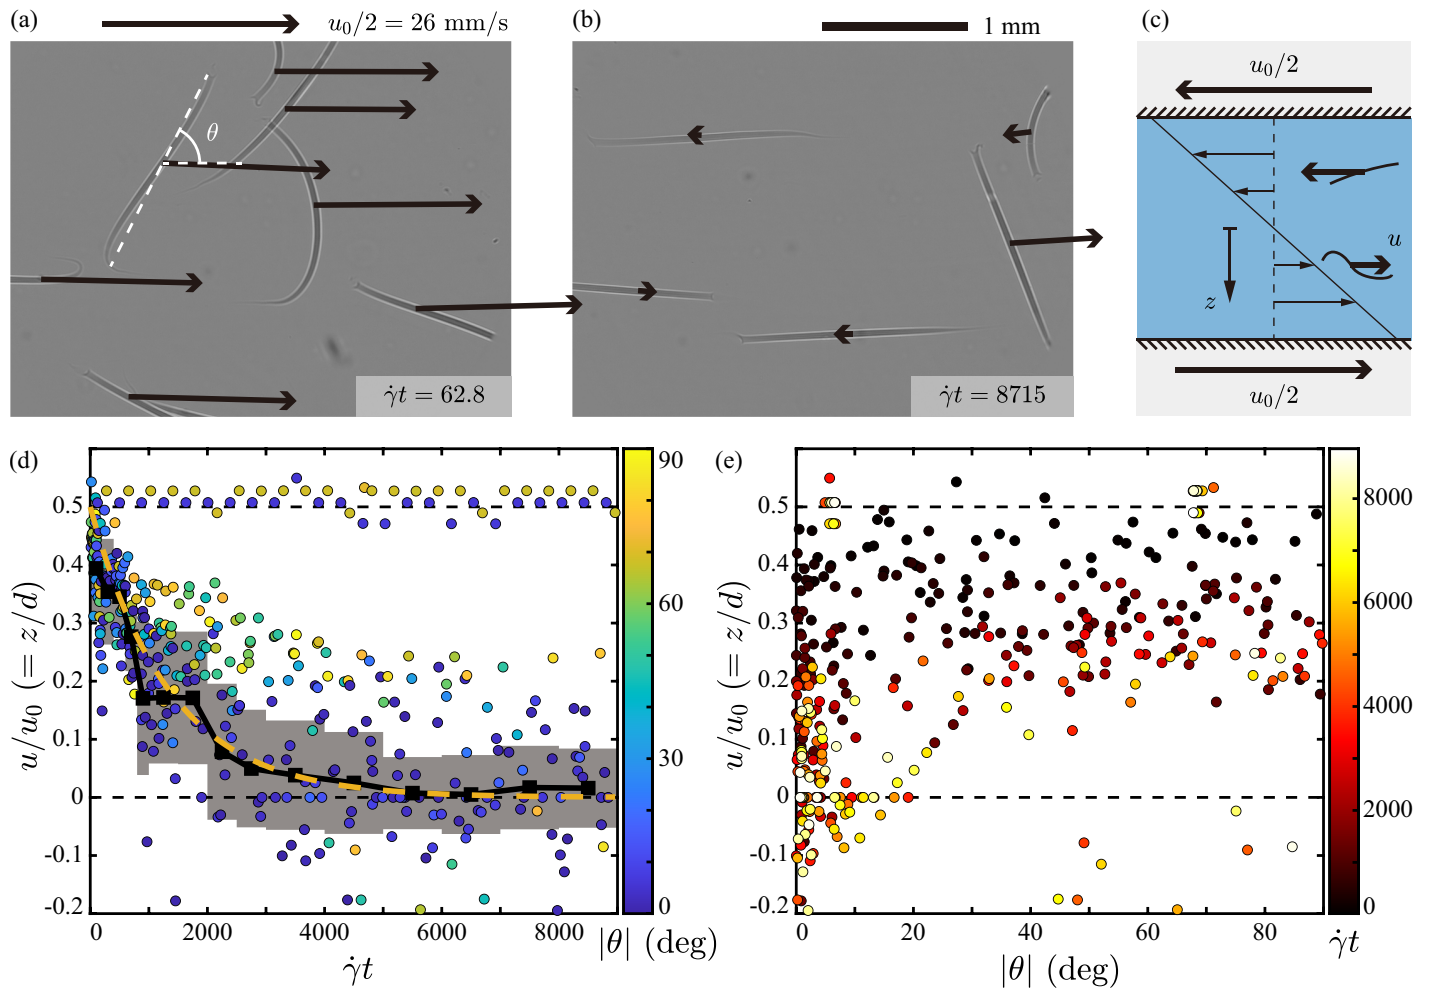 (a)
u₀/2 = 26 mm/s
θ
γ̇t = 62.8
(b)
1 mm
γ̇t = 8715
(c)
u₀/2
u
z
u₀/2
(d)
u/u₀ (= z/d)
0.5
0.4
0.3
0.2
0.1
0
-0.1
-0.2
0 2000 4000 6000 8000
γ̇t
90
60
30
0
|θ| (deg)
(e)
u/u₀ (= z/d)
0.5
0.4
0.3
0.2
0.1
0
-0.1
-0.2
0 20 40 60 80
|θ| (deg)
8000
6000
4000
2000
0
γ̇t